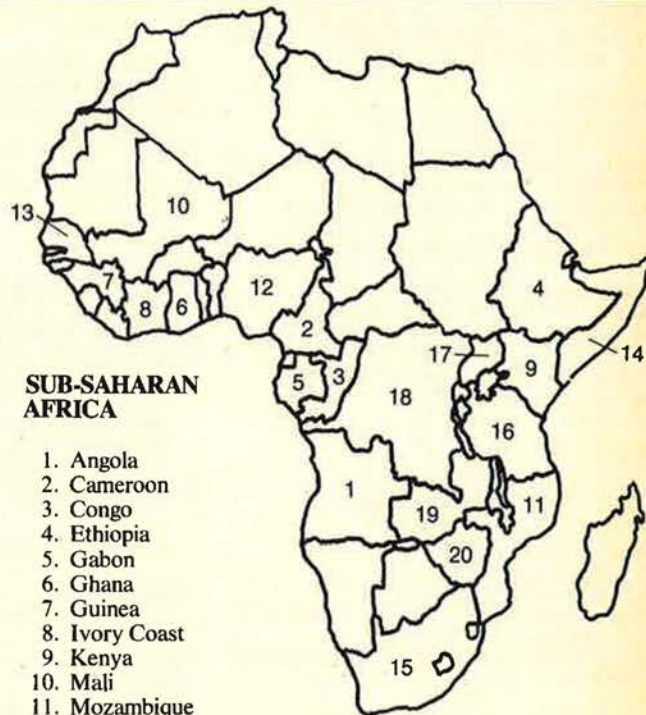 10
13
7
8
6
12
2
4
14
17
9
5
3
18
16
1
11
19
20
15
SUB-SAHARAN
AFRICA
1. Angola
2. Cameroon
3. Congo
4. Ethiopia
5. Gabon
6. Ghana
7. Guinea
8. Ivory Coast
9. Kenya
10. Mali
11. Mozambique